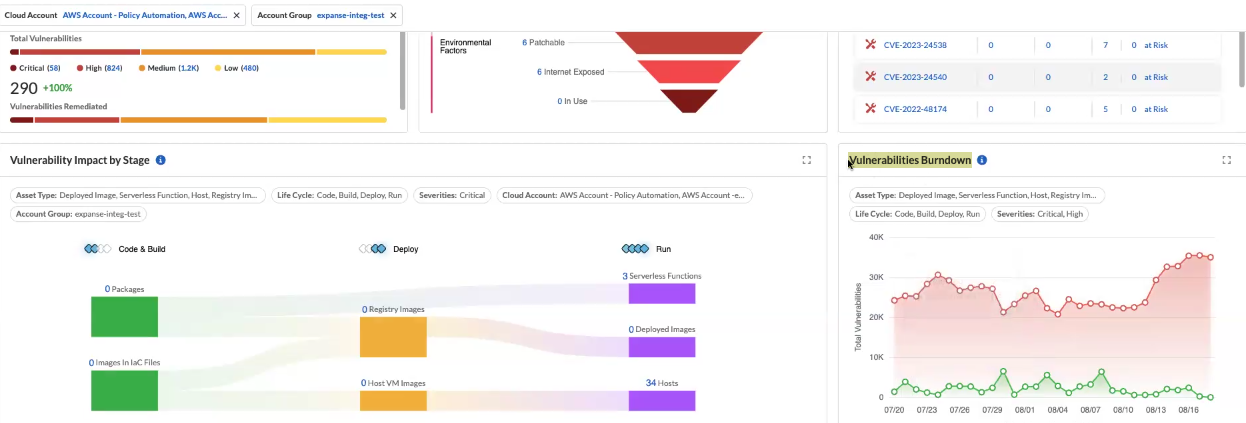 Cloud Account AWS Account - Policy Automation, AWS Acc... ×
Account Group expanse-integ-test ×
Total Vulnerabilities
Critical (58) High (824) Medium (1.2K) Low (480)
290 +100%
Vulnerabilities Remediated
Environmental
Factors
6 Patchable
6 Internet Exposed
0 In Use
CVE-2023-24538 0 0 7 0 at Risk
CVE-2023-24540 0 0 2 0 at Risk
CVE-2022-48174 0 0 5 0 at Risk
Vulnerability Impact by Stage
Asset Type: Deployed Image, Serverless Function, Host, Registry Im...
Life Cycle: Code, Build, Deploy, Run
Severities: Critical
Cloud Account: AWS Account - Policy Automation, AWS Account -e...
Account Group: expanse-integ-test
Code & Build
Deploy
Run
0 Packages
0 Images In IaC Files
0 Registry Images
0 Host VM Images
3 Serverless Functions
0 Deployed Images
34 Hosts
Vulnerabilities Burndown
Asset Type: Deployed Image, Serverless Function, Host, Registry Im...
Life Cycle: Code, Build, Deploy, Run
Severities: Critical, High
Total Vulnerabilities
40K
30K
20K
10K
0
07/20 07/23 07/26 07/29 08/01 08/04 08/07 08/10 08/13 08/16